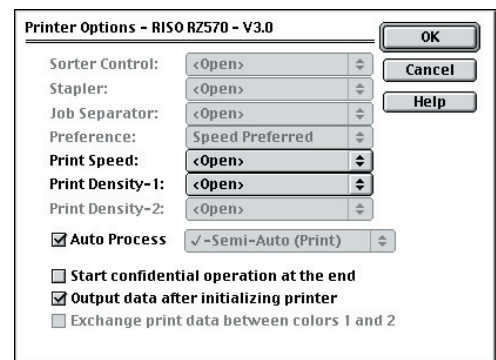 Printer Options - RISO RZ570 - V3.0
OK
Sorter Control: <Open>
Cancel
Stapler: <Open>
Help
Job Separator: <Open>
Preference: Speed Preferred
Print Speed: <Open>
Print Density-1: <Open>
Print Density-2: <Open>
Auto Process ✓-Semi-Auto (Print)
Start confidential operation at the end
Output data after initializing printer
Exchange print data between colors 1 and 2